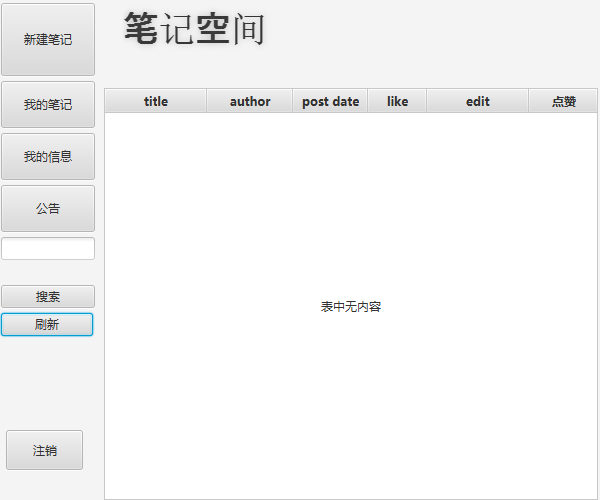 笔记空间
新建笔记
我的笔记
我的信息
公告
搜索
刷新
注销
title author post date like edit 点赞
表中无内容